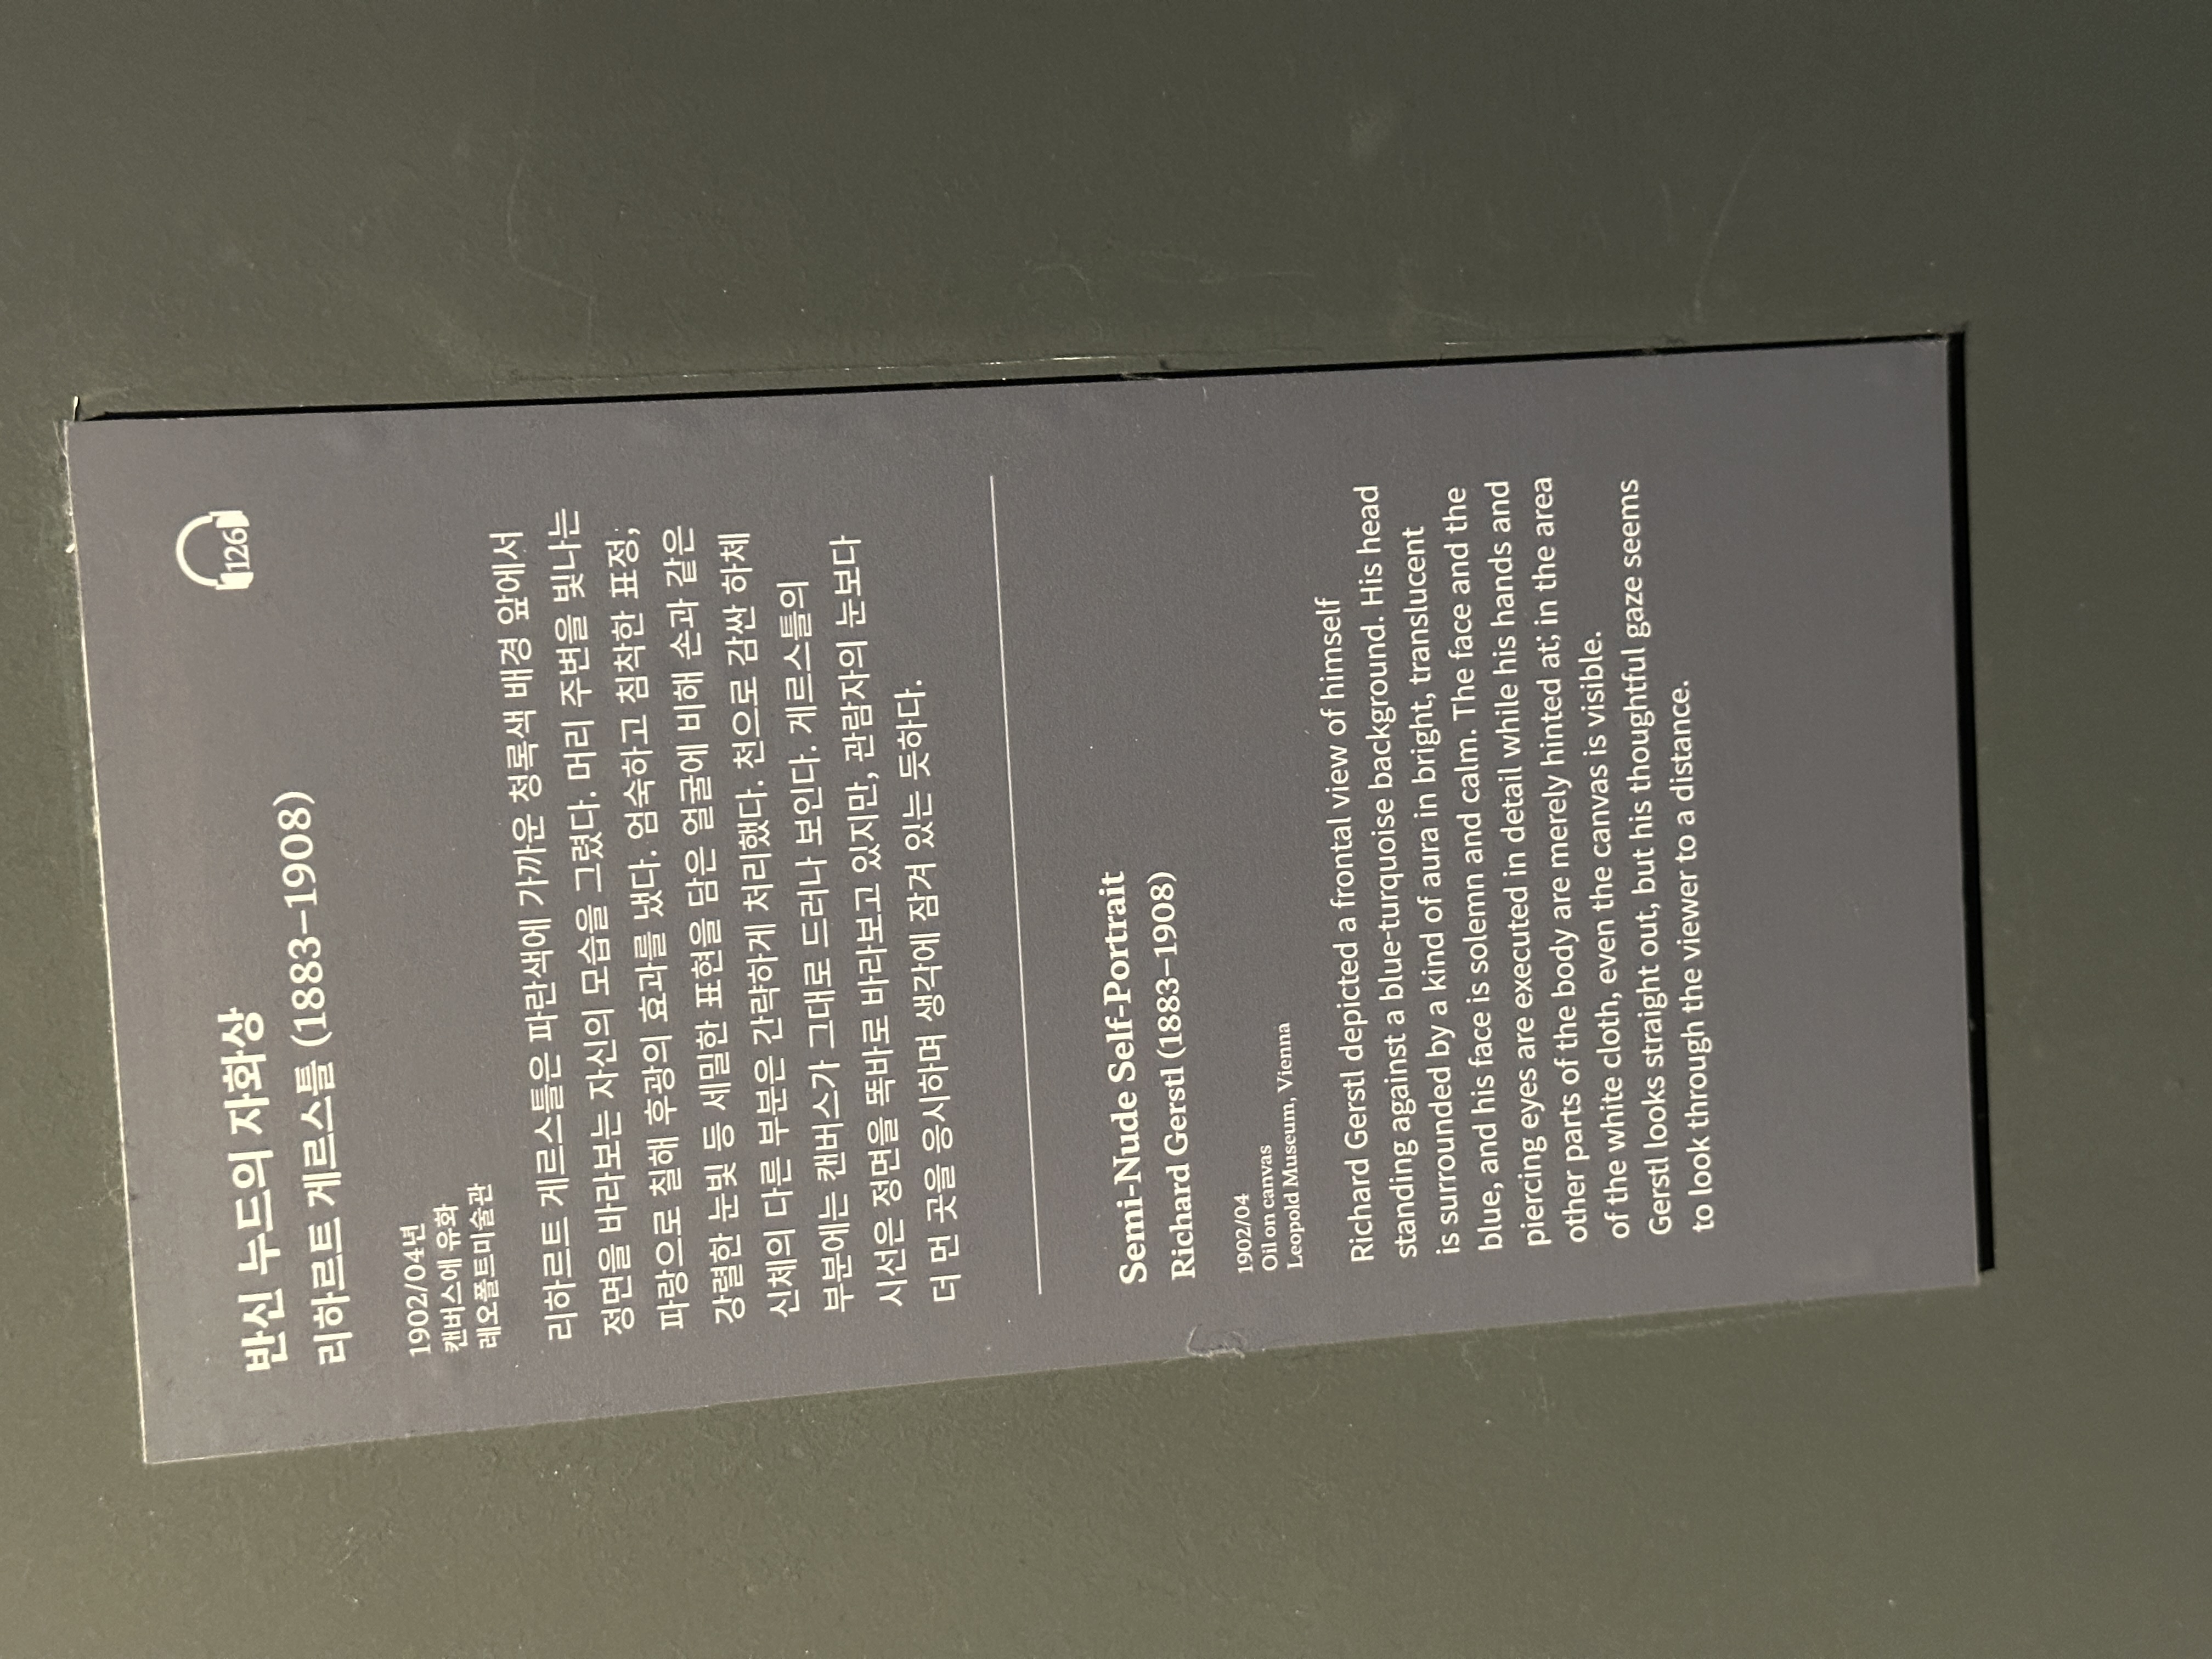 126
반신 누드의 자화상
리하르트 게르스틀 (1883–1908)
1902/04년
캔버스에 유화
레오폴트미술관
리하르트 게르스틀은 파란색에 가까운 청록색 배경 앞에서
정면을 바라보는 자신의 모습을 그렸다. 머리 주변을 빛나는
파랑으로 칠해 후광의 효과를 냈다. 엄숙하고 침착한 표정,
강렬한 눈빛 등 세밀한 표현을 담은 얼굴에 비해 손과 같은
신체의 다른 부분은 간략하게 처리했다. 천으로 감싼 하체
부분에는 캔버스가 그대로 드러나 보인다. 게르스틀의
시선은 정면을 똑바로 바라보고 있지만, 관람자의 눈보다
더 먼 곳을 응시하며 생각에 잠겨 있는 듯하다.
Semi-Nude Self-Portrait
Richard Gerstl (1883–1908)
1902/04
Oil on canvas
Leopold Museum, Vienna
Richard Gerstl depicted a frontal view of himself
standing against a blue-turquoise background. His head
is surrounded by a kind of aura in bright, translucent
blue, and his face is solemn and calm. The face and the
piercing eyes are executed in detail while his hands and
other parts of the body are merely hinted at; in the area
of the white cloth, even the canvas is visible.
Gerstl looks straight out, but his thoughtful gaze seems
to look through the viewer to a distance.